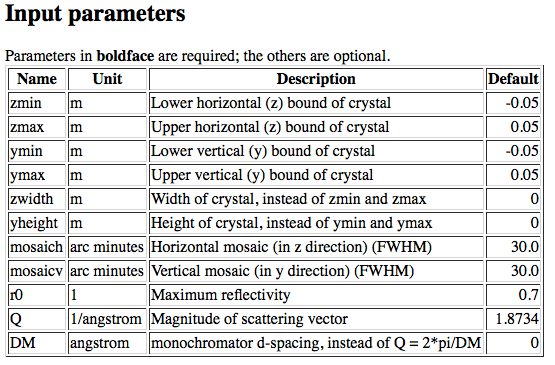 Input parameters
Parameters in boldface are required; the others are optional.
Name Unit Description Default
zmin m Lower horizontal (z) bound of crystal -0.05
zmax m Upper horizontal (z) bound of crystal 0.05
ymin m Lower vertical (y) bound of crystal -0.05
ymax m Upper vertical (y) bound of crystal 0.05
zwidth m Width of crystal, instead of zmin and zmax 0
yheight m Height of crystal, instead of ymin and ymax 0
mosaich arc minutes Horizontal mosaic (in z direction) (FWHM) 30.0
mosaicv arc minutes Vertical mosaic (in y direction) (FWHM) 30.0
r0 1 Maximum reflectivity 0.7
Q 1/angstrom Magnitude of scattering vector 1.8734
DM angstrom monochromator d-spacing, instead of Q = 2*pi/DM 0